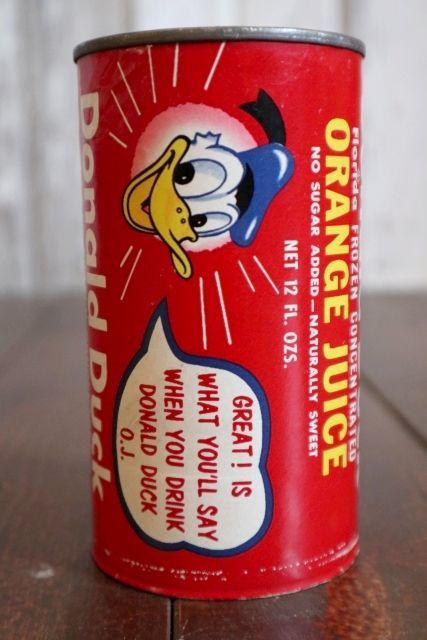 Florida FROZEN CONCENTRATED
ORANGE JUICE
NO SUGAR ADDED—NATURALLY SWEET
NET 12 FL. OZS.
GREAT! IS
WHAT YOU'LL SAY
WHEN YOU DRINK
DONALD DUCK
O.J.
Donald Duck